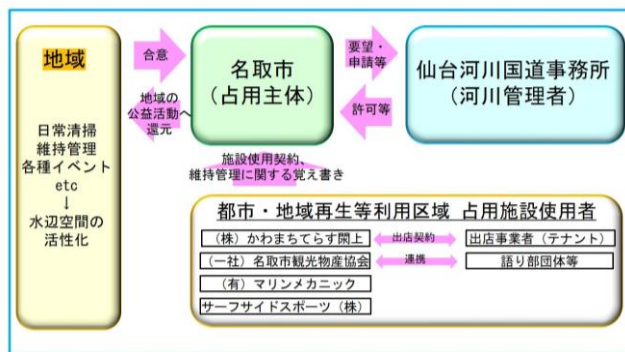 地域
日常清掃
維持管理
各種イベント
etc
↓
水辺空間の
活性化
合意
地域の
公益活動へ
還元
名取市
（占用主体）
要望・
申請等
許可等
仙台河川国道事務所
（河川管理者）
施設使用契約、
維持管理に関する覚え書き
都市・地域再生等利用区域 占用施設使用者
（株）かわまちてらす閖上
出店契約
出店事業者（テナント）
（一社）名取市観光物産協会
連携
語り部団体等
（有）マリンメカニック
サーフサイドスポーツ（株）